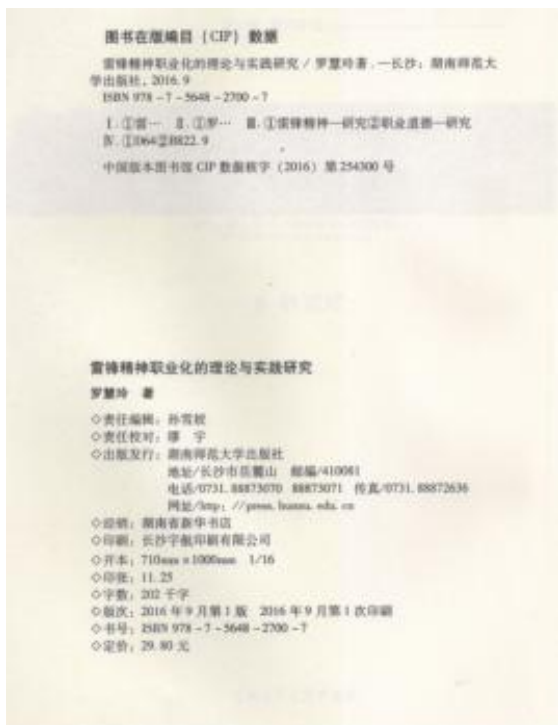 图书在版编目（CIP）数据
雷锋精神职业化的理论与实践研究/罗慧玲著.—长沙：湖南师范大
学出版社，2016.9
ISBN 978-7-5648-2700-7
Ⅰ.①雷… Ⅱ.①罗… Ⅲ.①雷锋精神—研究②职业道德—研究
Ⅳ.①D64②B822.9
中国版本图书馆 CIP 数据核字（2016）第 254300 号
雷锋精神职业化的理论与实践研究
罗慧玲 著
◇责任编辑：孙雪姣
◇责任校对：廖 宇
◇出版发行：湖南师范大学出版社
地址/长沙市岳麓山 邮编/410081
电话/0731.88873070 88873071 传真/0731.88872636
网址/http：//press.hunnu.edu.cn
◇经销：湖南省新华书店
◇印刷：长沙宇航印刷有限公司
◇开本：710mm×1000mm 1/16
◇印张：11.25
◇字数：202 千字
◇版次：2016 年 9 月第 1 版 2016 年 9 月第 1 次印刷
◇书号：ISBN 978-7-5648-2700-7
◇定价：29.80 元